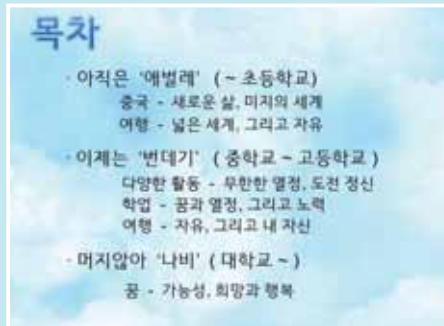 목차
· 아직은 '애벌레' ( ~ 초등학교)
중국 - 새로운 삶, 미지의 세계
여행 - 넓은 세계, 그리고 자유
· 이제는 '번데기' ( 중학교 ~ 고등학교 )
다양한 활동 - 무한한 열정, 도전 정신
학업 - 꿈과 열정, 그리고 노력
여행 - 자유, 그리고 내 자신
· 머지않아 '나비' ( 대학교 ~ )
꿈 - 가능성, 희망과 행복